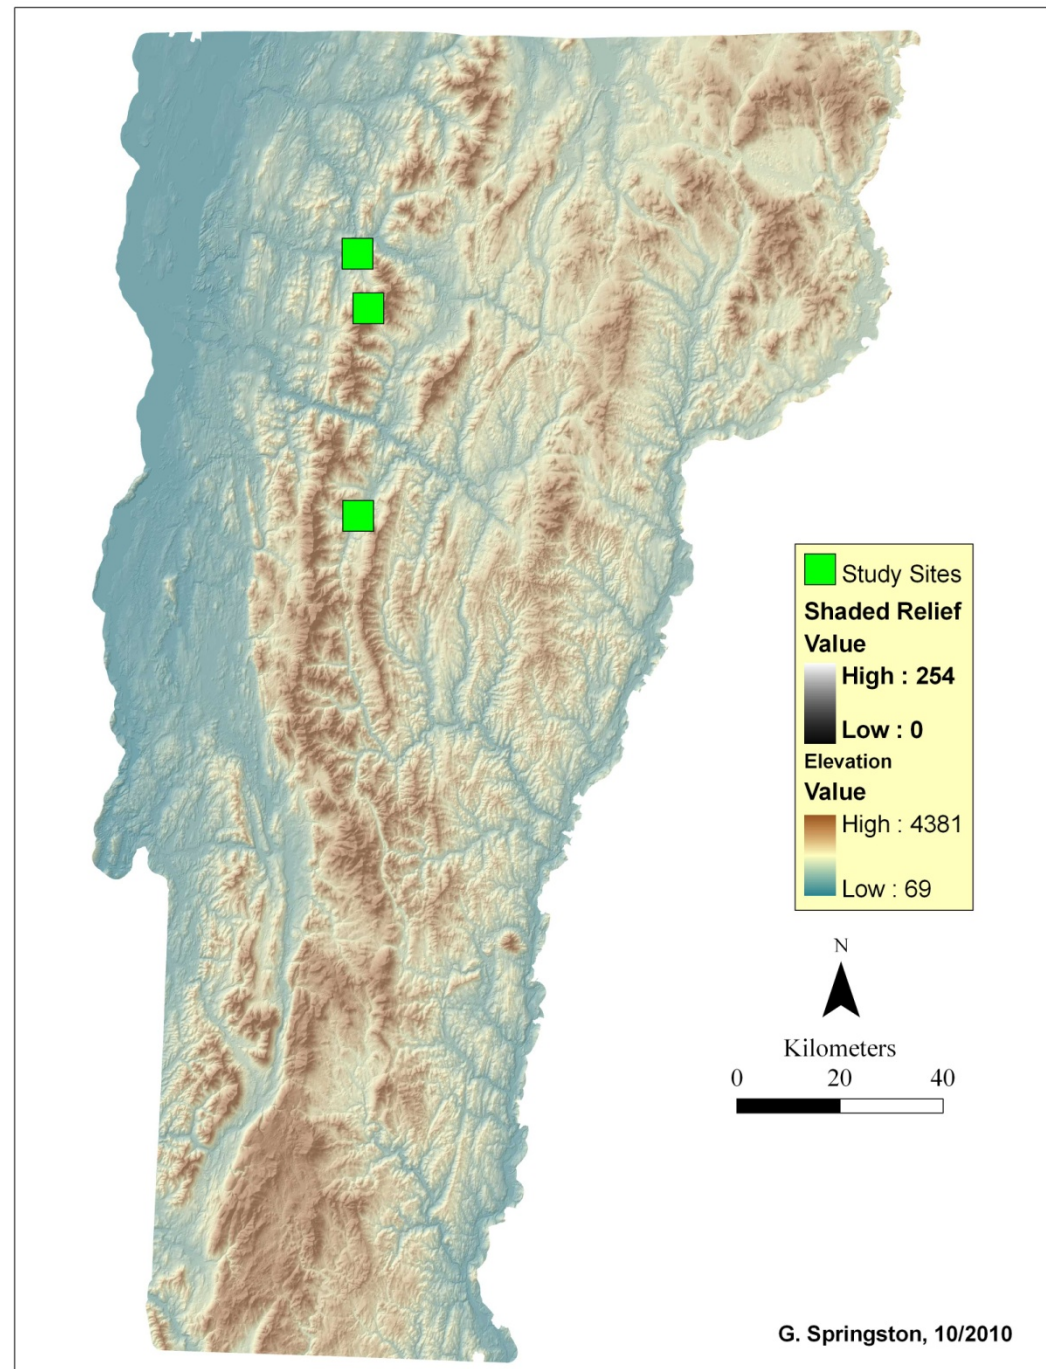 Study Sites
Shaded Relief
Value
High : 254
Low : 0
Elevation
Value
High : 4381
Low : 69
N
Kilometers
0 20 40
G. Springston, 10/2010